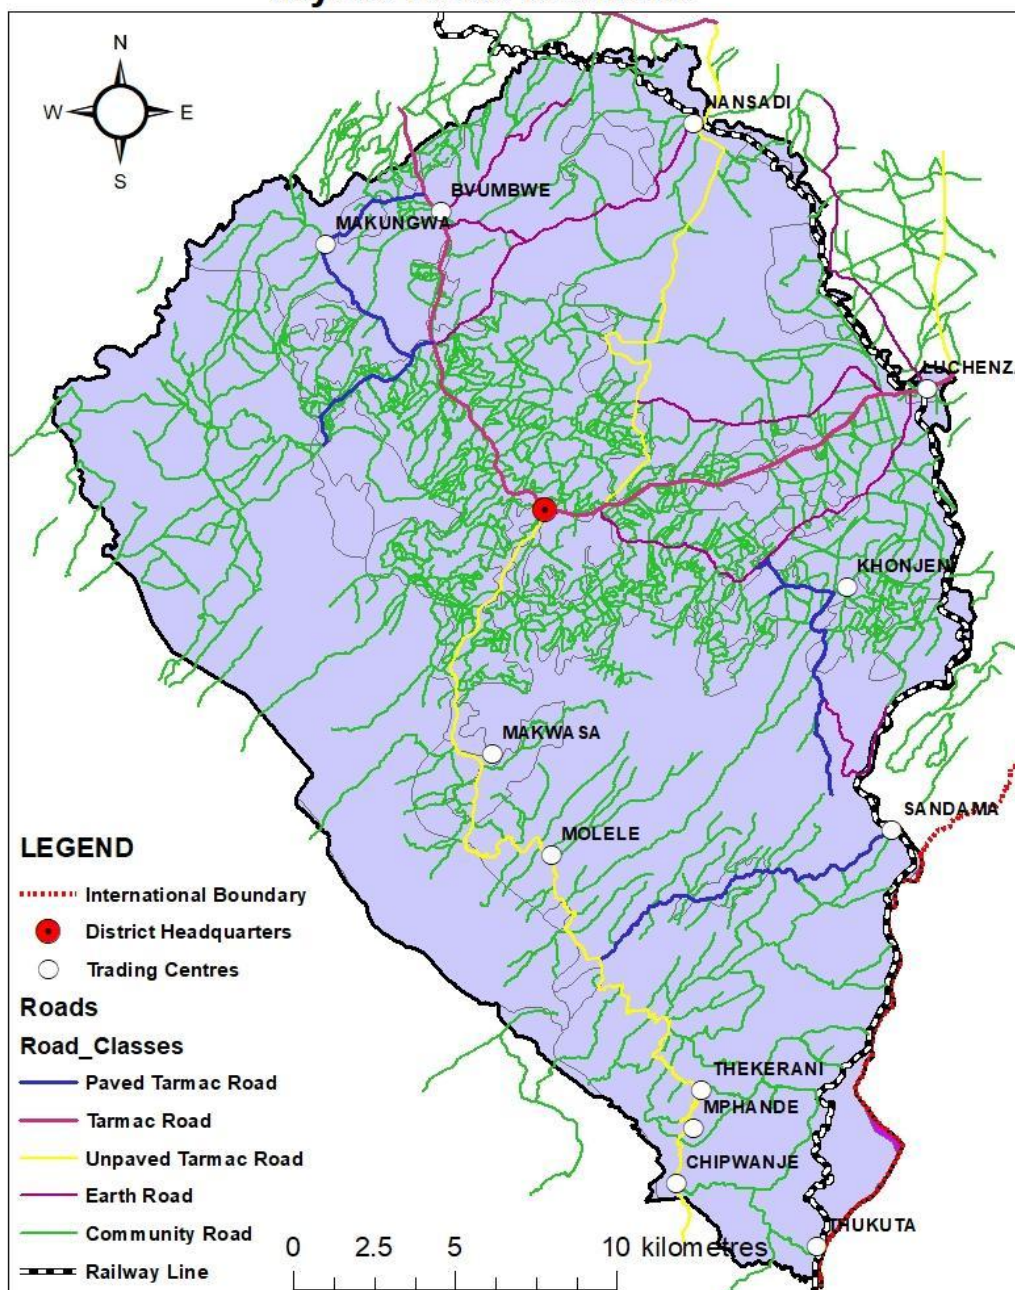 N
W E
S
NANSADI
BVUMBWE
MAKUNGWA
LUCHENZA
KHONJEN
MAKWASA
SANDAMA
MOLELE
LEGEND
International Boundary
District Headquarters
Trading Centres
Roads
Road_Classes
Paved Tarmac Road
Tarmac Road
Unpaved Tarmac Road
Earth Road
Community Road
Railway Line
THEKERANI
MPHANDE
CHIPWANJE
THUKUTA
0 2.5 5 10 kilometres